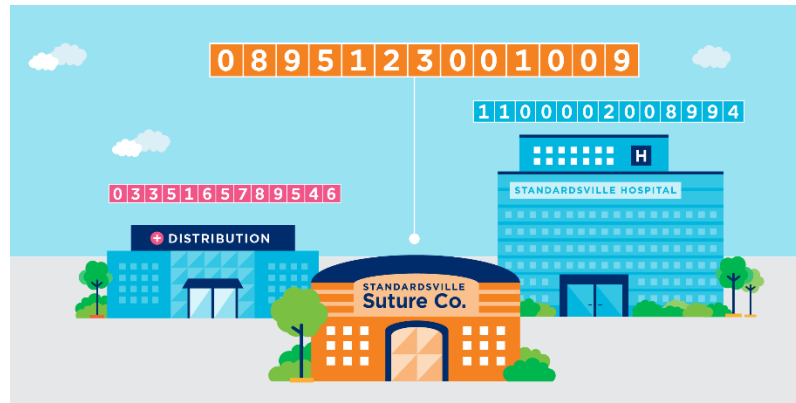 0895123001009
1100002008994
H
STANDARDSVILLE HOSPITAL
0335165789546
DISTRIBUTION
STANDARDSVILLE
Suture Co.